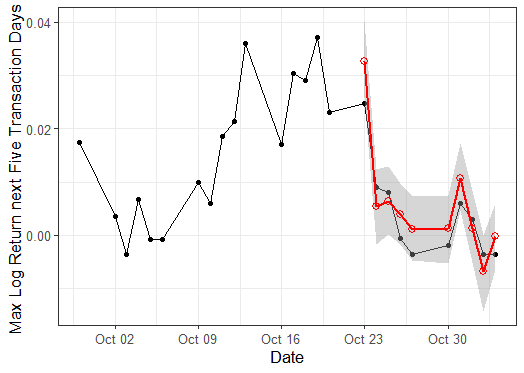 Max Log Return next Five Transaction Days
0.04
0.02
0.00
Oct 02
Oct 09
Oct 16
Oct 23
Oct 30
Date